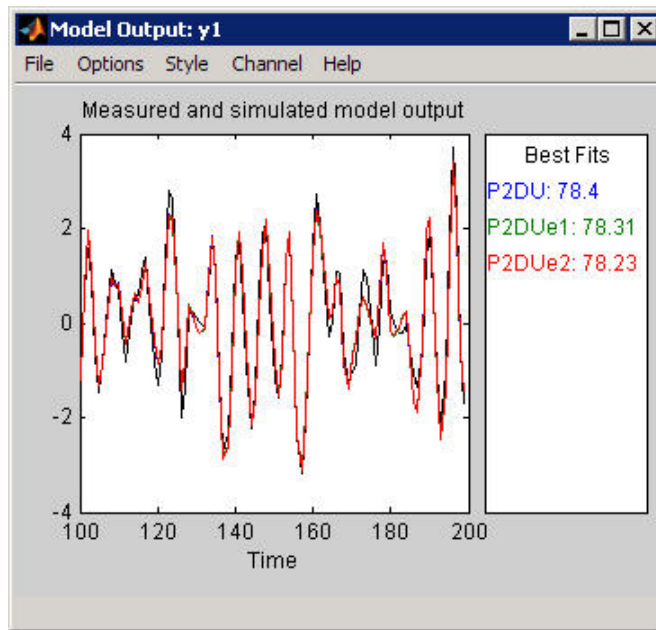 Model Output: y1
File Options Style Channel Help
Measured and simulated model output
4
2
0
-2
-4
100 120 140 160 180 200
Time
Best Fits
P2DU: 78.4
P2DUe1: 78.31
P2DUe2: 78.23